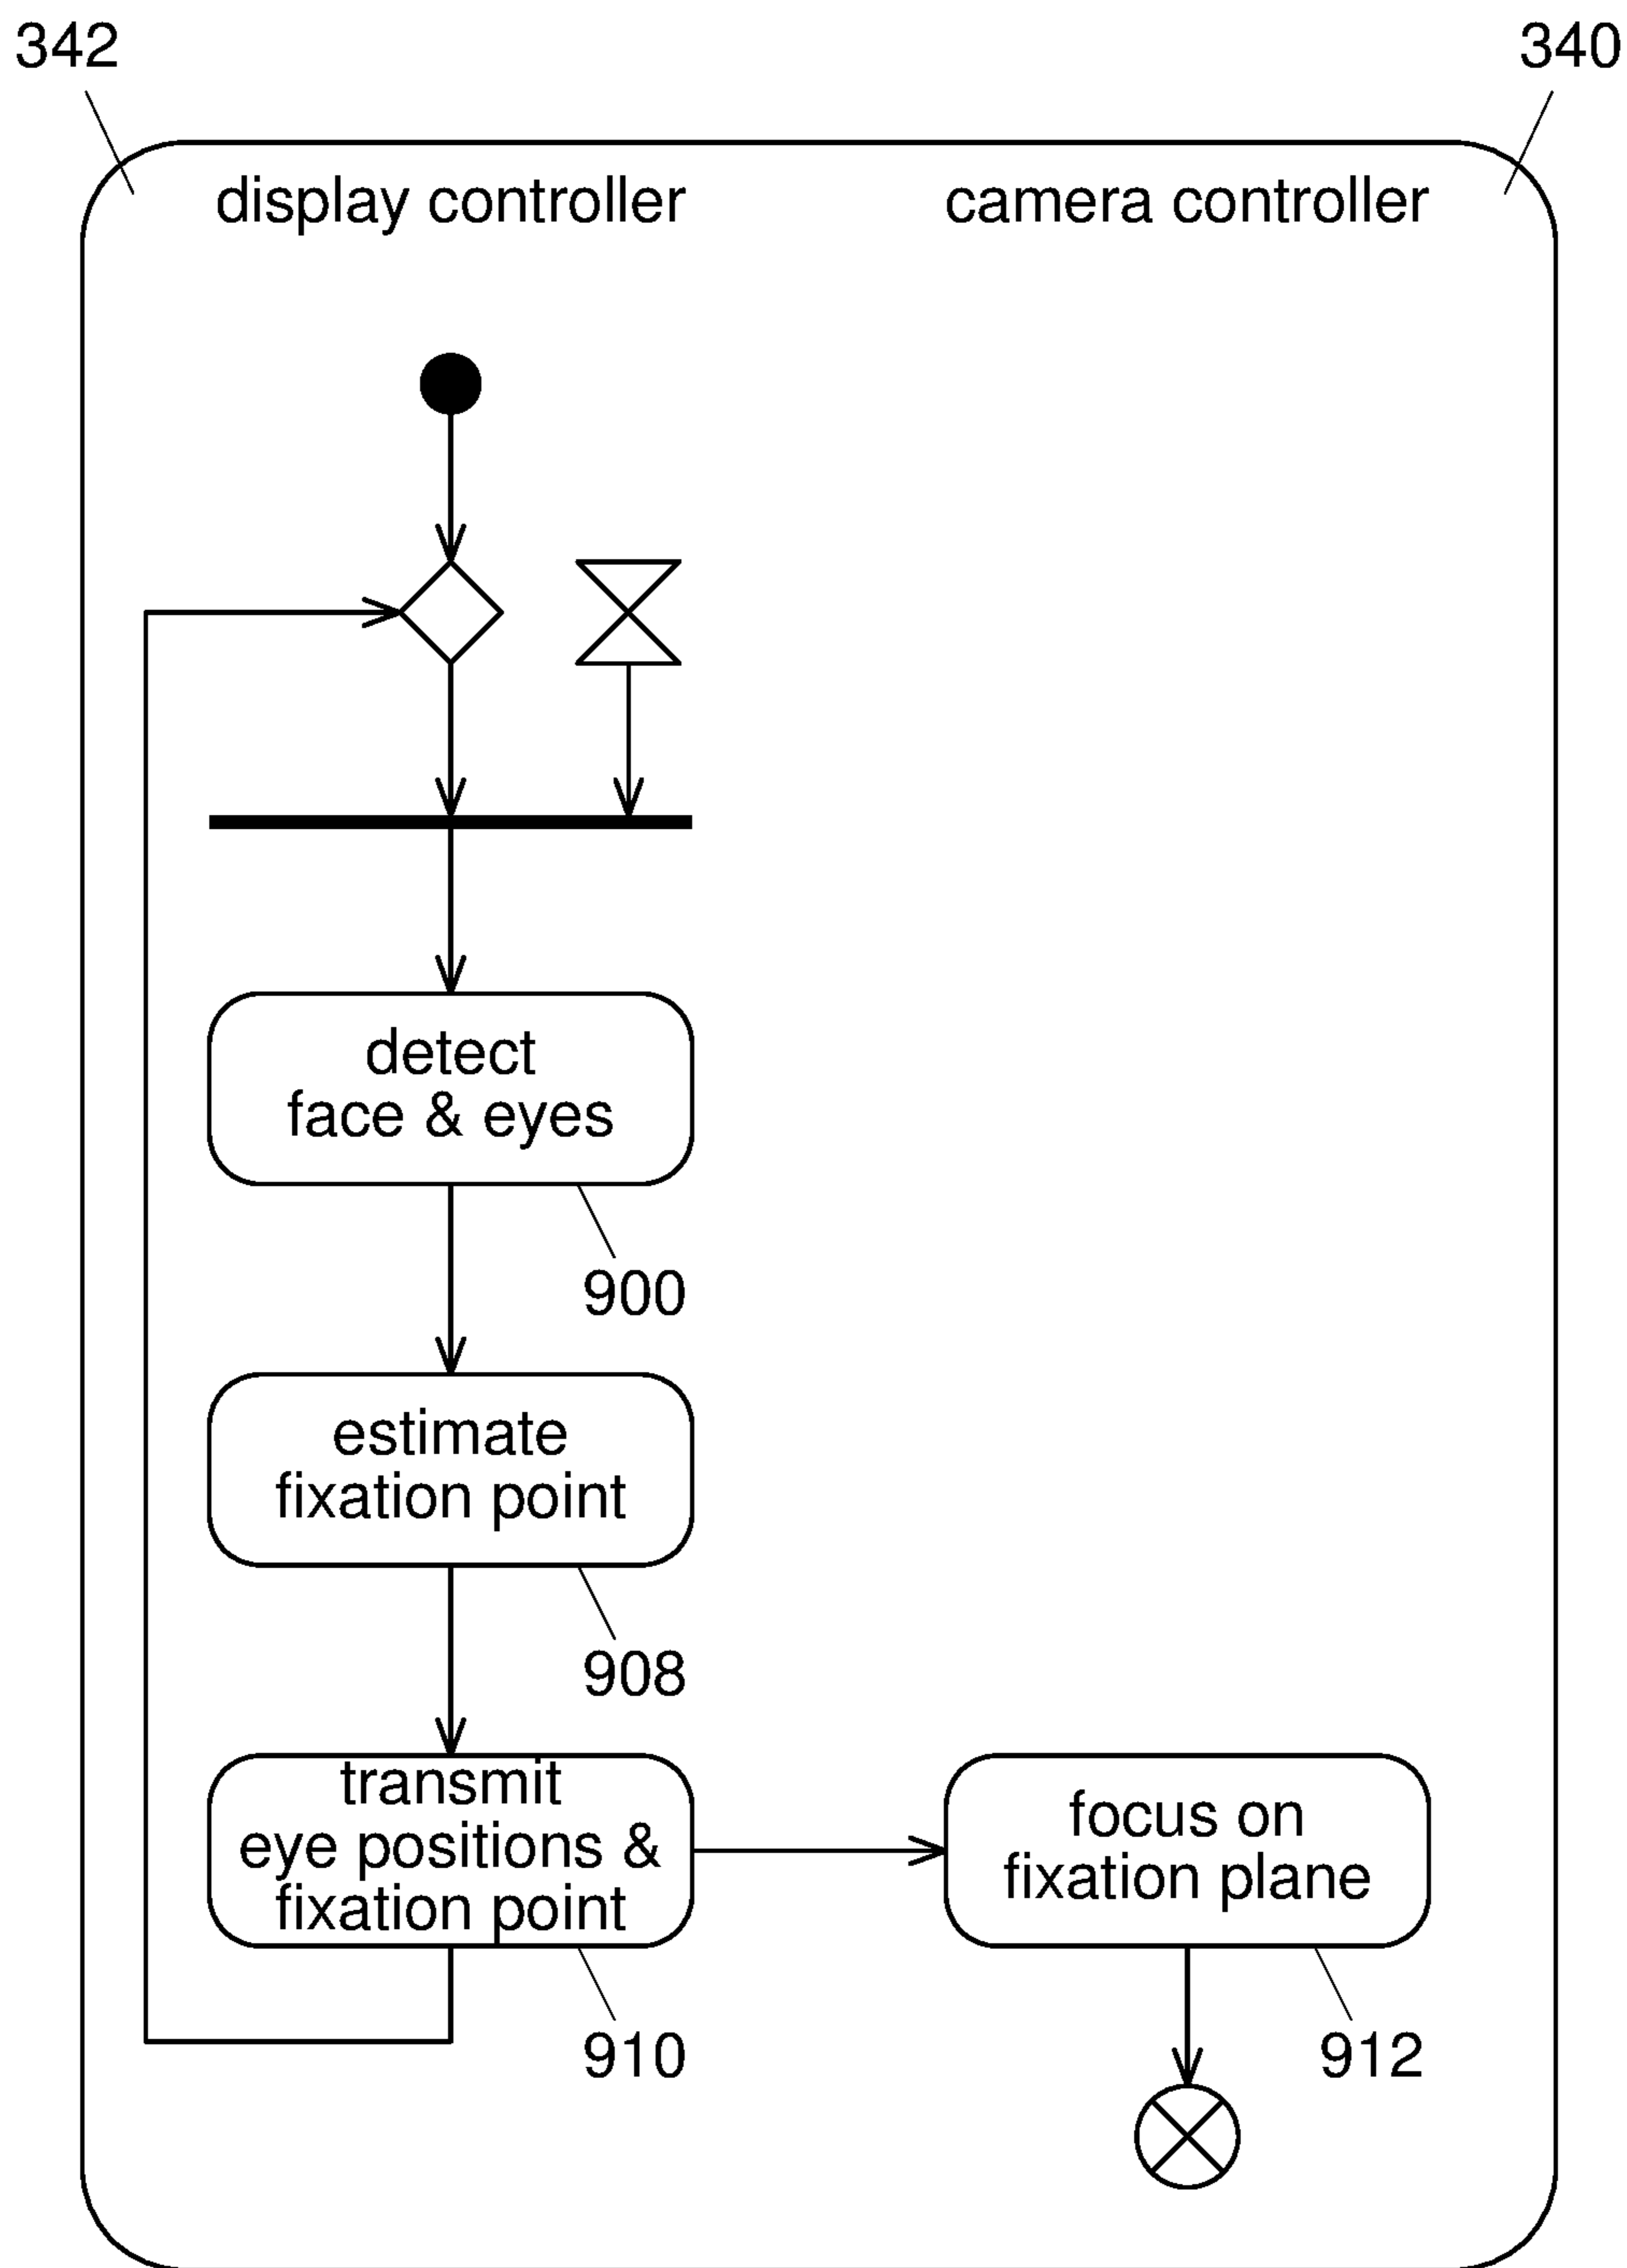 342
340
display controller
camera controller
detect
face & eyes
900
estimate
fixation point
908
transmit
eye positions &
fixation point
910
focus on
fixation plane
912